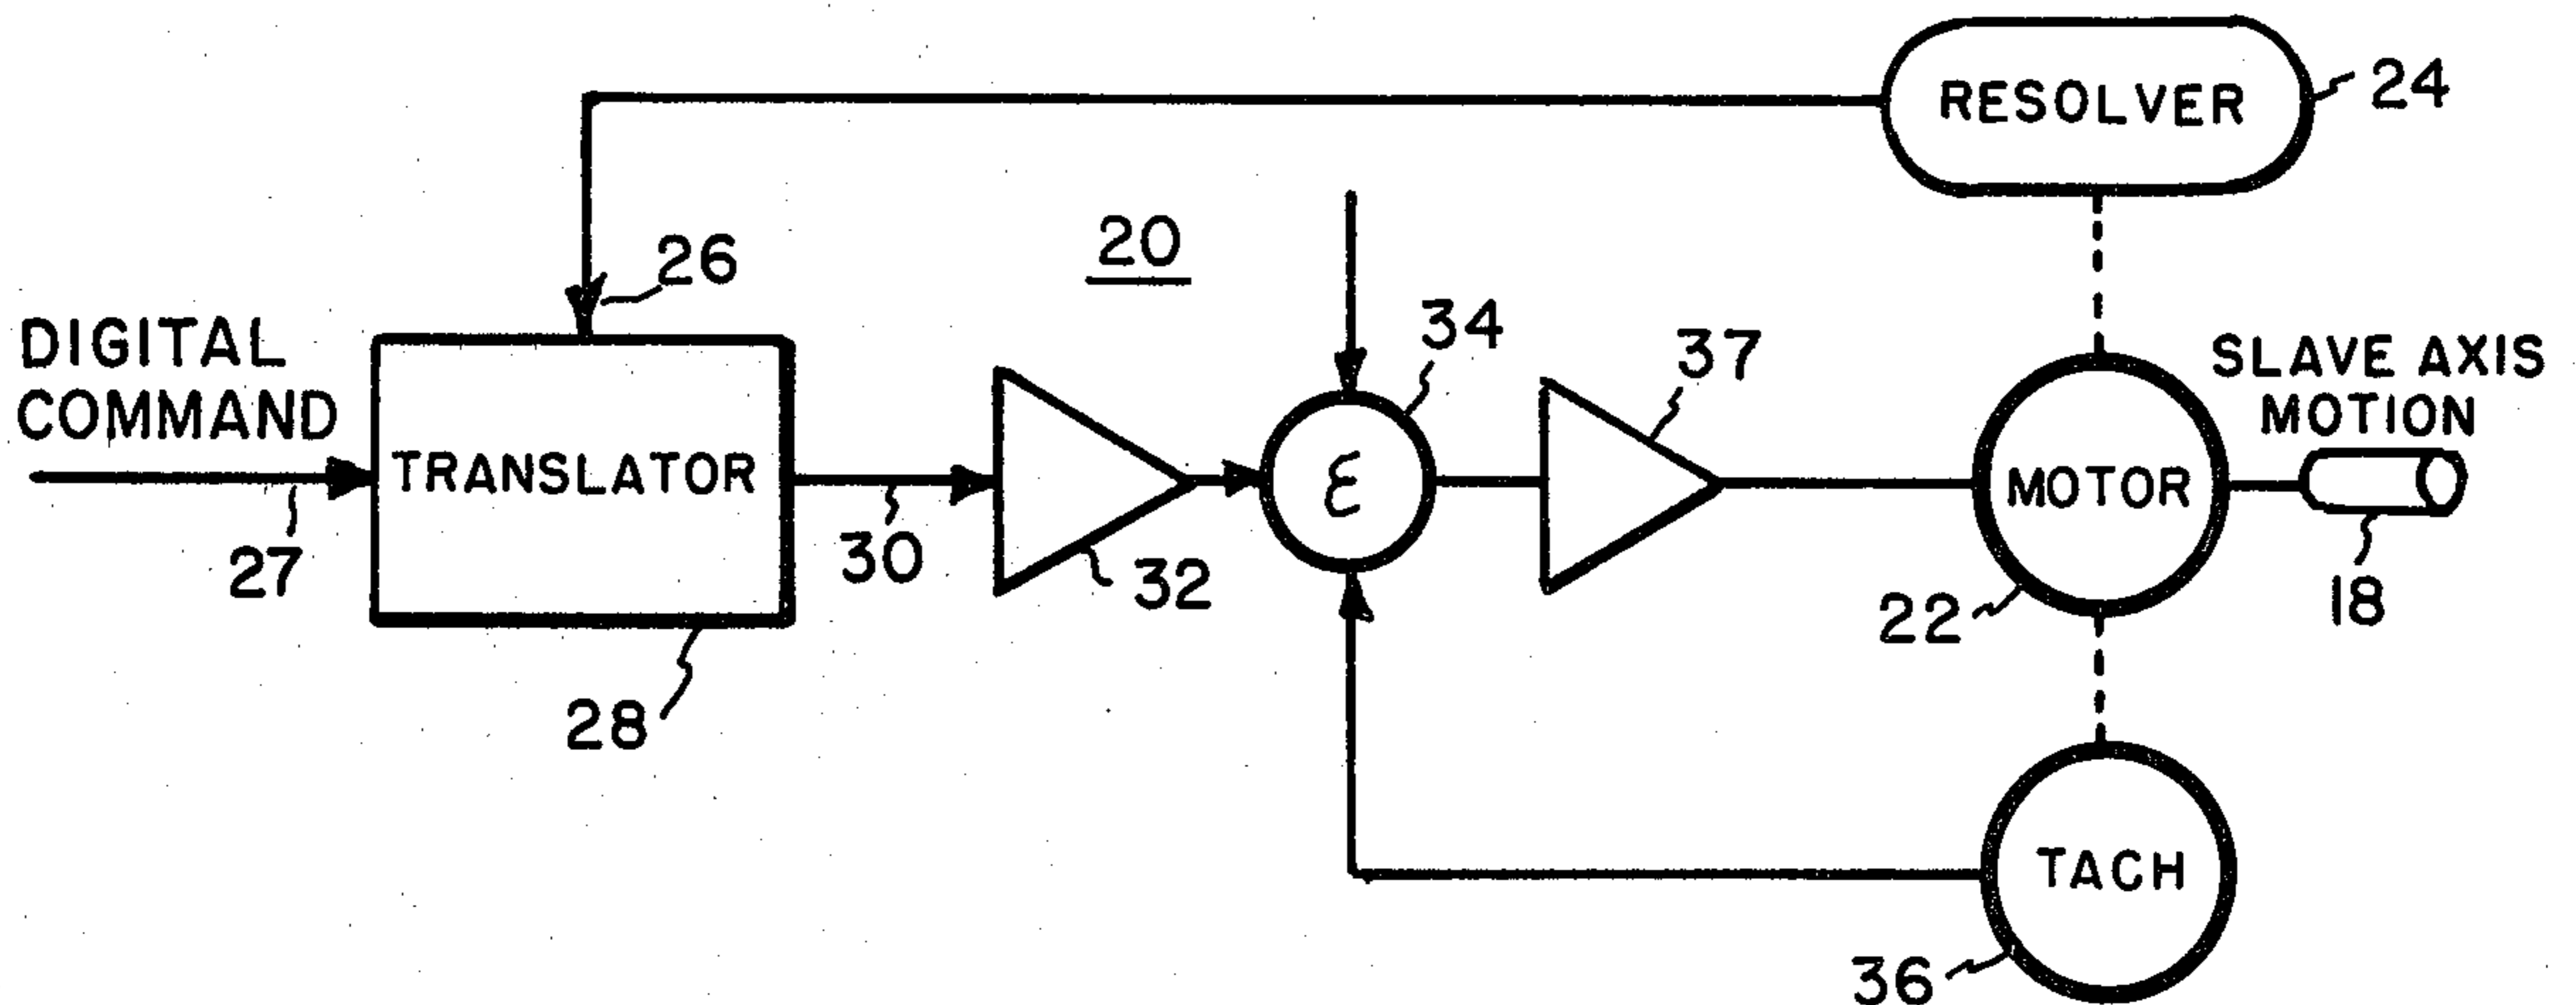 RESOLVER
24
26
20
DIGITAL
COMMAND
34
37
SLAVE AXIS
MOTION
TRANSLATOR
ε
MOTOR
27
30
32
22
18
28
TACH
36